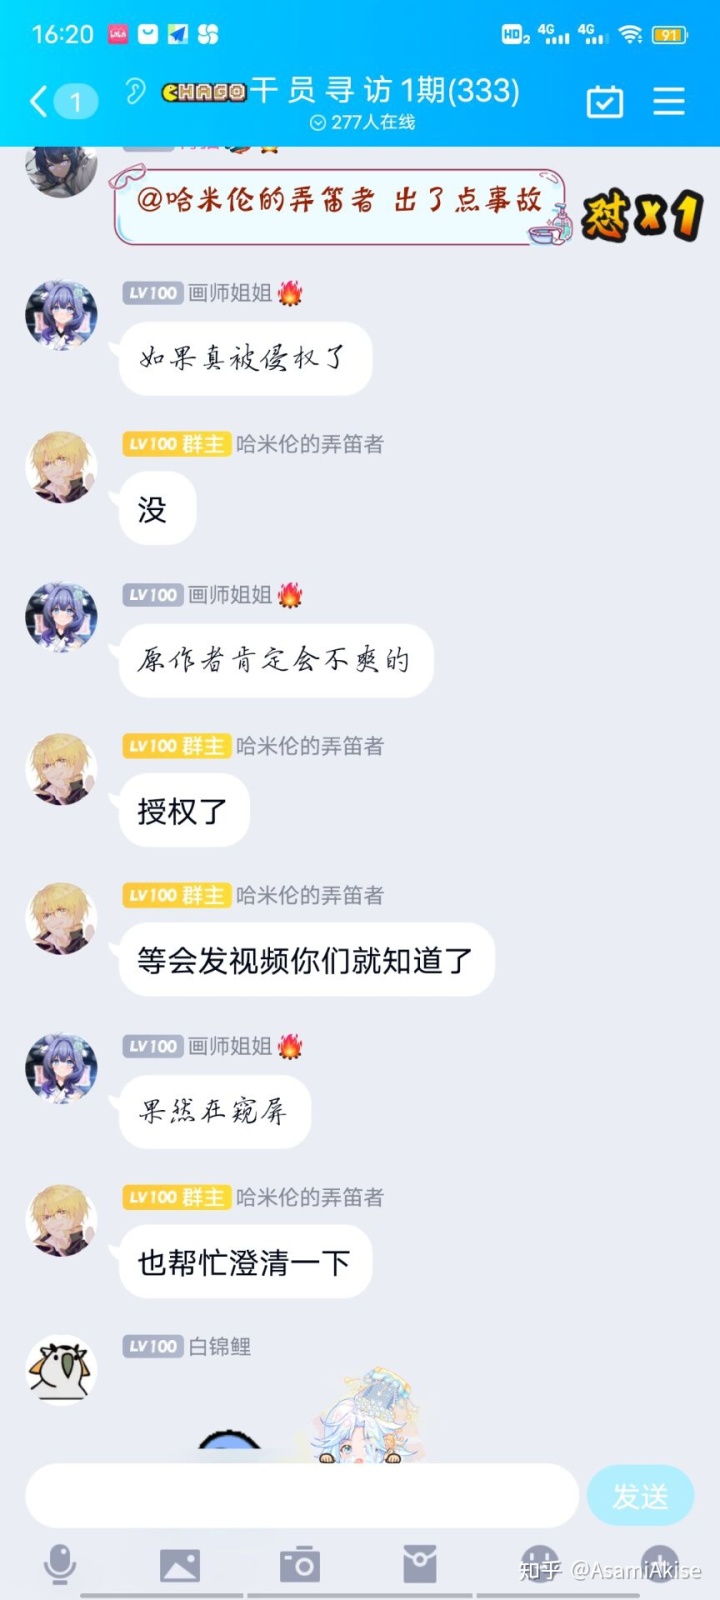 16:20
HD2 4G 4G 91
1
CHAGO干员寻访1期(333)
277人在线
@哈米伦的弄笛者 出了点事故
怼x1
LV100 画师姐姐
如果真被侵权了
LV100 群主 哈米伦的弄笛者
没
LV100 画师姐姐
原作者肯定会不爽的
LV100 群主 哈米伦的弄笛者
授权了
LV100 群主 哈米伦的弄笛者
等会发视频你们就知道了
LV100 画师姐姐
果然在窥屏
LV100 群主 哈米伦的弄笛者
也帮忙澄清一下
LV100 白锦鲤
发送
知乎 @AsamiAkise